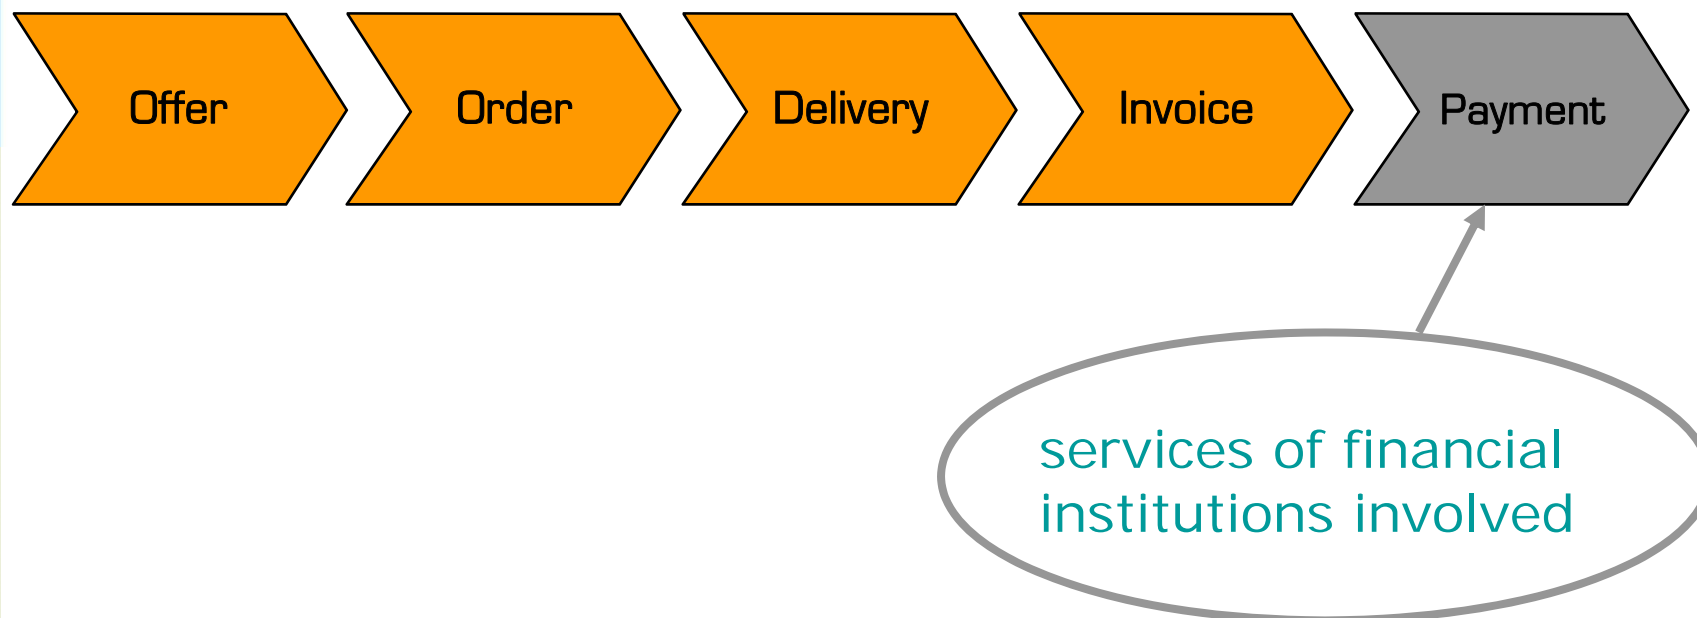 Offer
Order
Delivery
Invoice
Payment
services of financial
institutions involved